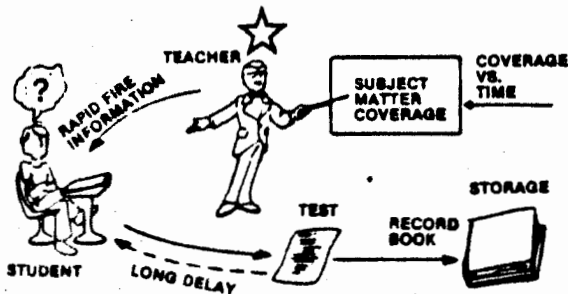 TEACHER
COVERAGE
VS.
TIME
SUBJECT
MATTER
COVERAGE
?
RAPID FIRE
INFORMATION
STORAGE
TEST
RECORD
BOOK
STUDENT
LONG DELAY